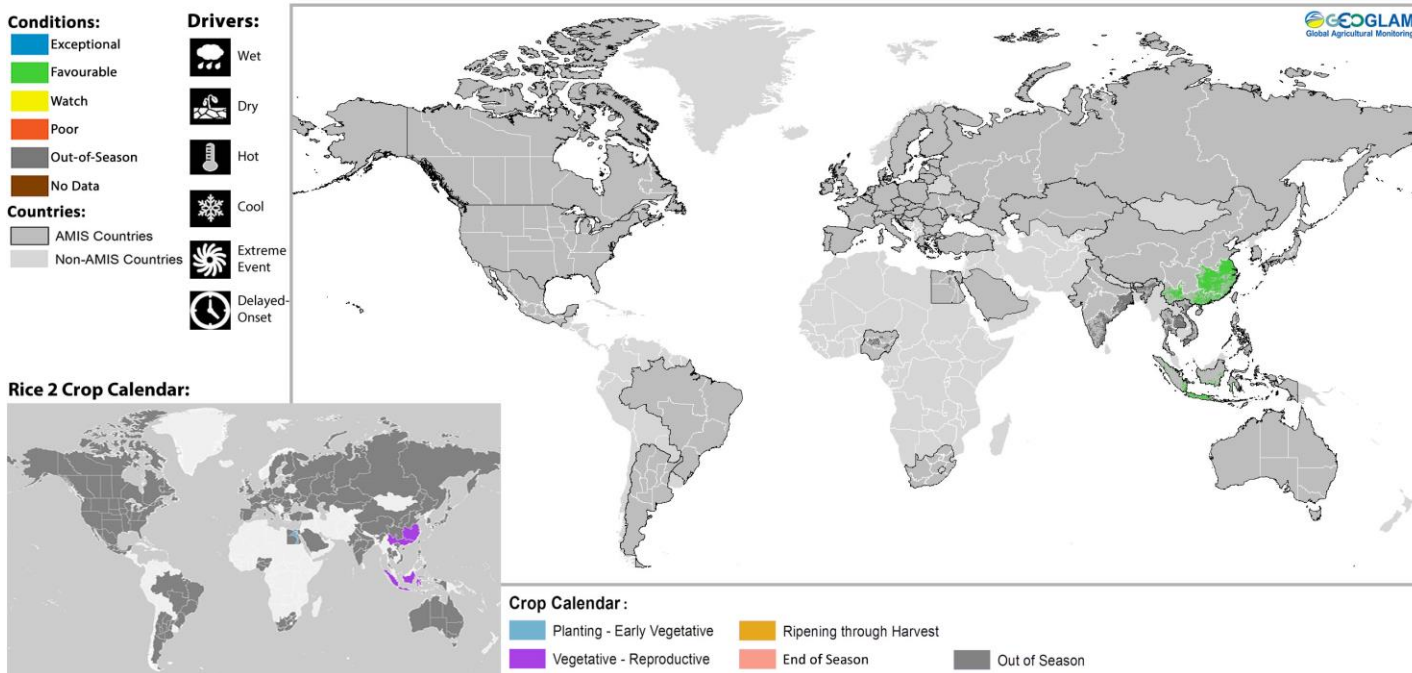 Conditions:
Exceptional
Favourable
Watch
Poor
Out-of-Season
No Data
Countries:
AMIS Countries
Non-AMIS Countries
Drivers:
Wet
Dry
Hot
Cool
Extreme
Event
Delayed-
Onset
GEOGLAM
Global Agricultural Monitoring
Rice 2 Crop Calendar:
Crop Calendar :
Planting - Early Vegetative
Ripening through Harvest
Vegetative - Reproductive
End of Season
Out of Season